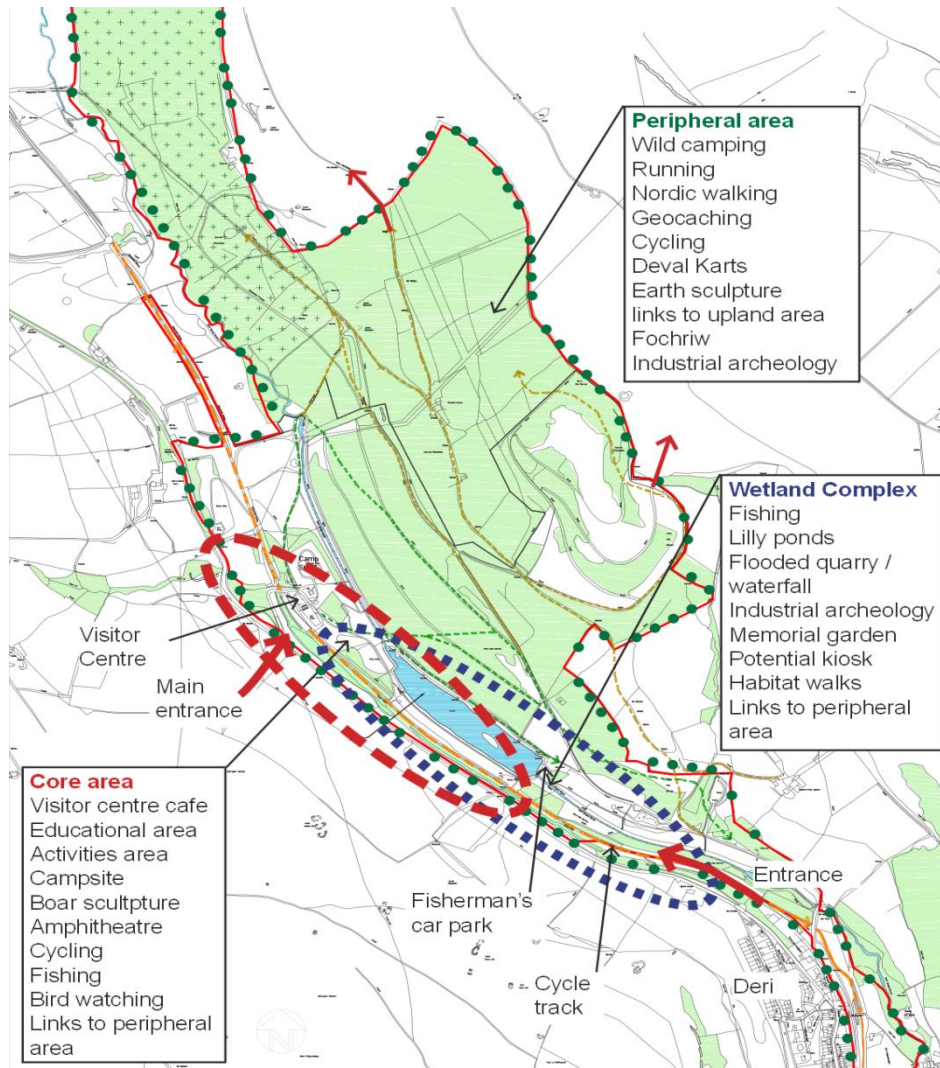 Peripheral area
Wild camping
Running
Nordic walking
Geocaching
Cycling
Deval Karts
Earth sculpture
links to upland area
Fochriw
Industrial archeology
Wetland Complex
Fishing
Lilly ponds
Flooded quarry /
waterfall
Industrial archeology
Memorial garden
Potential kiosk
Habitat walks
Links to peripheral
area
Camp
Visitor
Centre
Main
entrance
Core area
Visitor centre cafe
Educational area
Activities area
Campsite
Boar scultpture
Amphitheatre
Cycling
Fishing
Bird watching
Links to peripheral
area
Fisherman's
car park
Cycle
track
Entrance
Deri
N